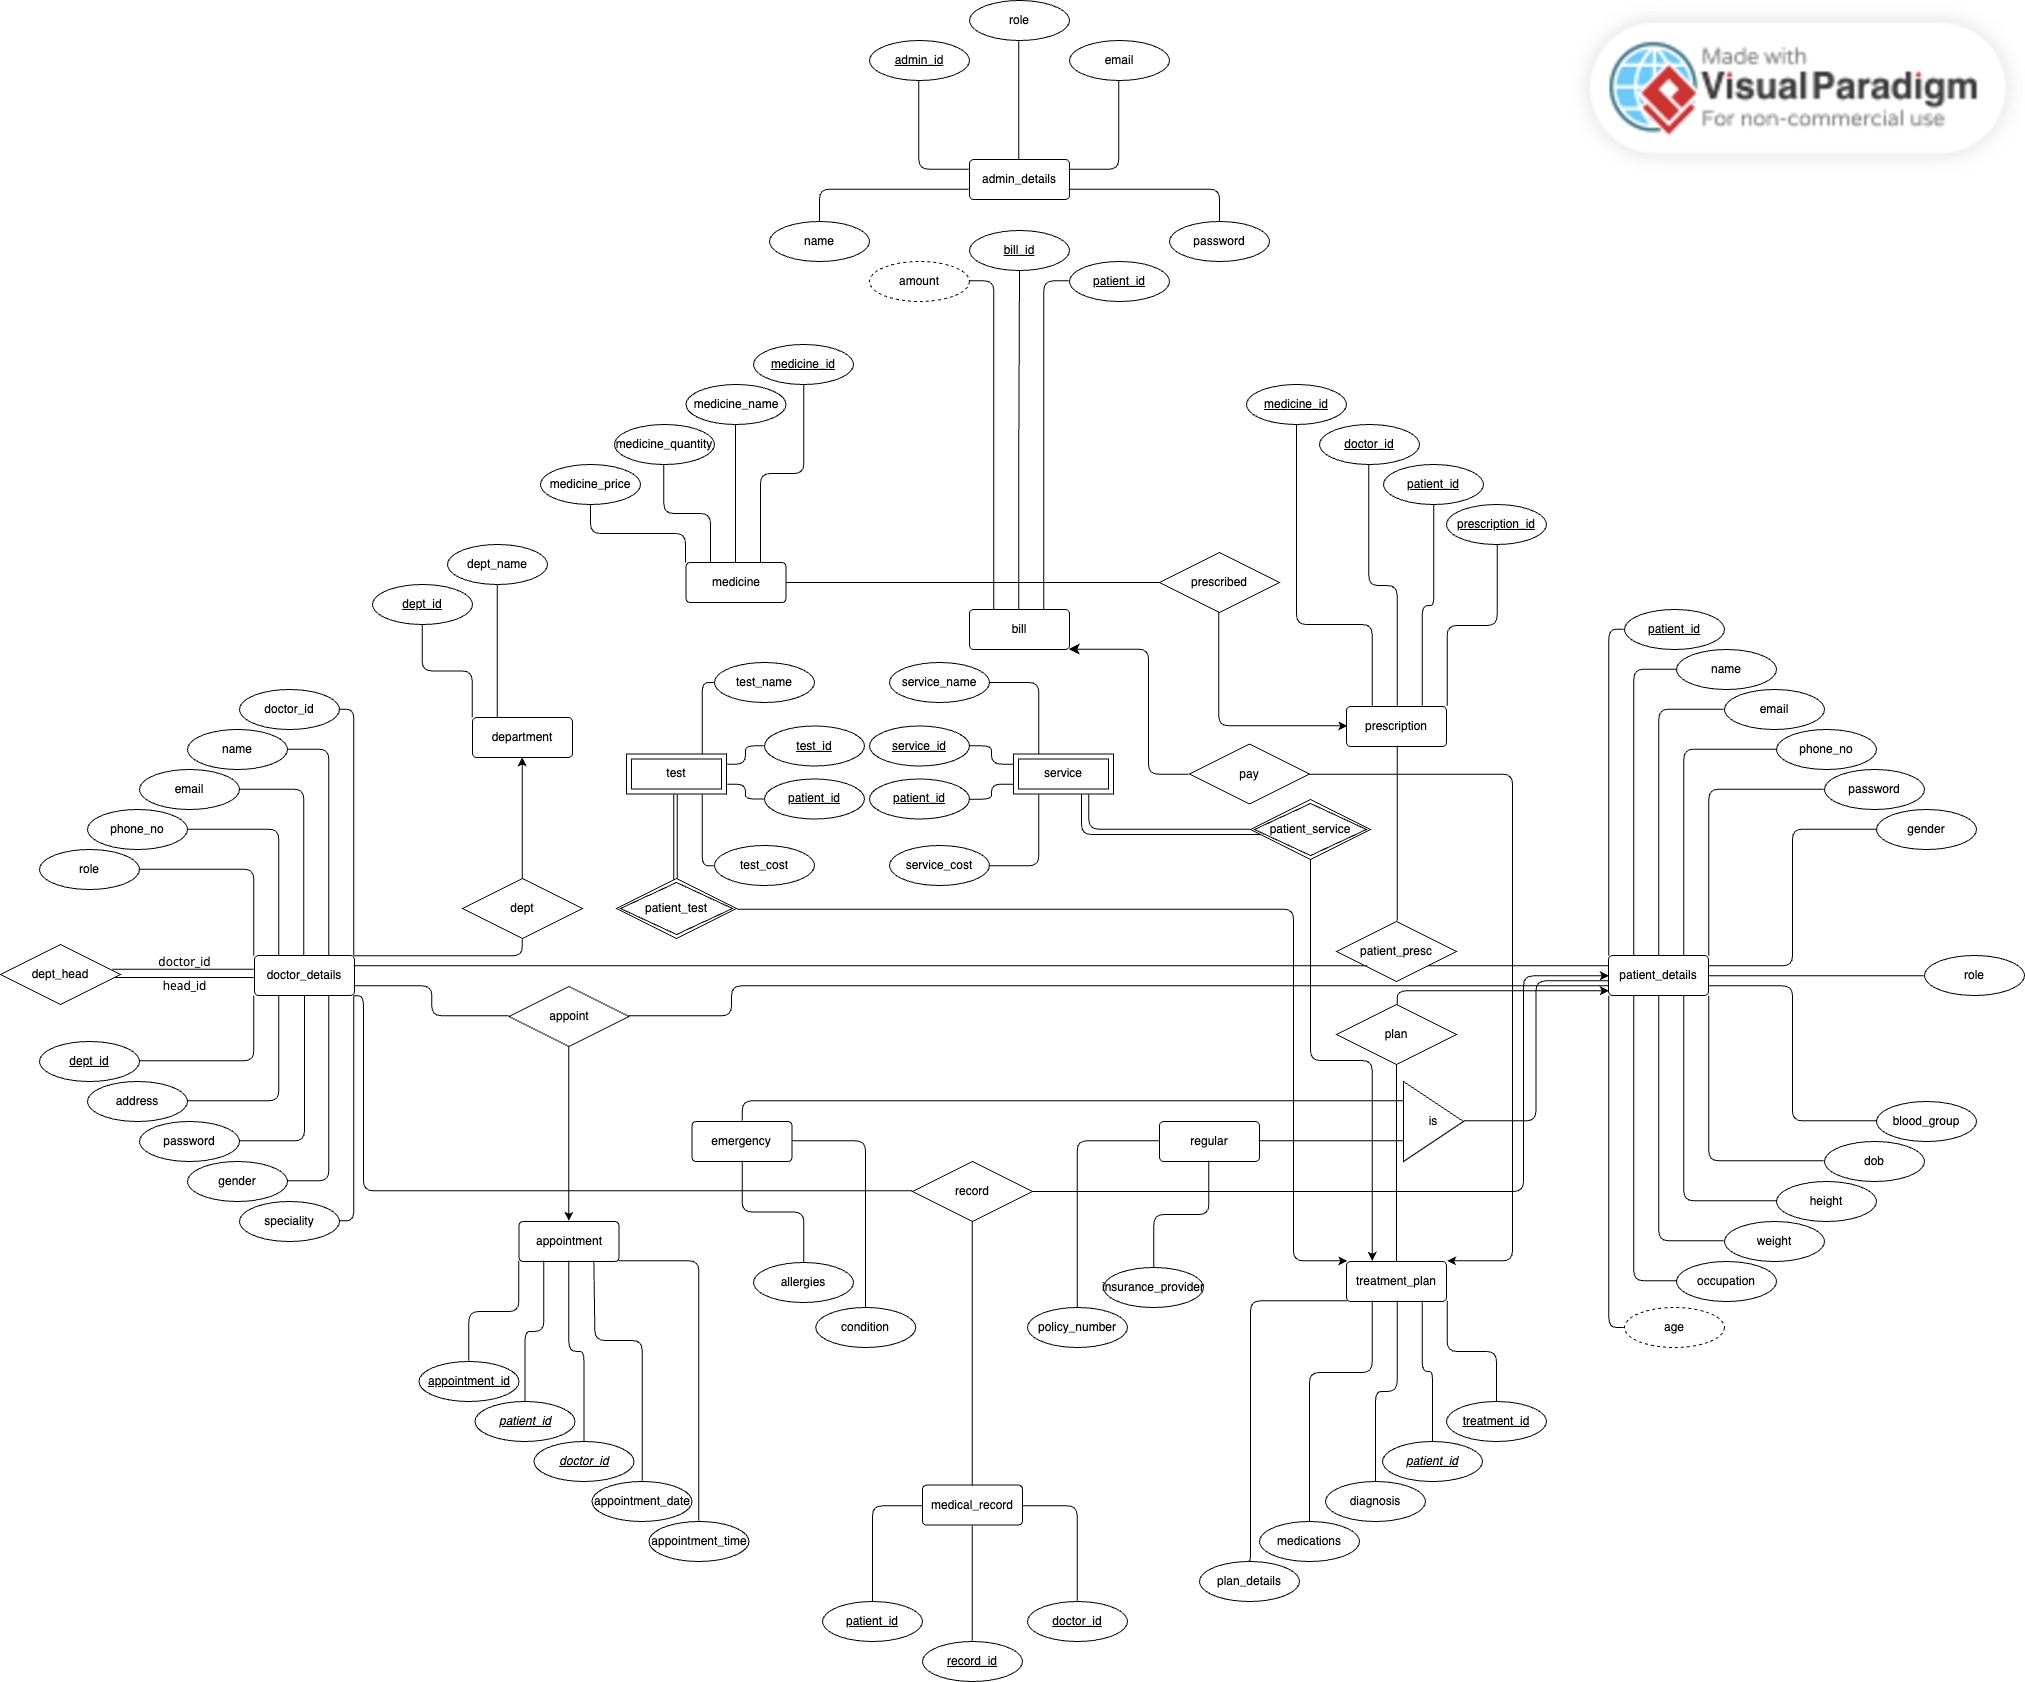 role
Made with
Visual Paradigm
For non-commercial use
admin_id
email
admin_details
name
password
bill_id
amount
patient_id
medicine_id
medicine_name
medicine_id
medicine_quantity
doctor_id
medicine_price
patient_id
prescription_id
dept_name
medicine
prescribed
dept_id
bill
patient_id
name
test_name
service_name
doctor_id
email
prescription
department
name
test_id
service_id
phone_no
test
service
pay
email
password
patient_id
patient_id
phone_no
patient_service
gender
role
test_cost
service_cost
dept
patient_test
patient_presc
doctor_id
dept_head
doctor_details
patient_details
role
head_id
appoint
plan
dept_id
address
is
blood_group
password
emergency
regular
dob
gender
record
height
speciality
appointment
weight
allergies
insurance_provider
treatment_plan
occupation
condition
policy_number
age
appointment_id
patient_id
treatment_id
doctor_id
patient_id
appointment_date
medical_record
diagnosis
appointment_time
medications
plan_details
patient_id
doctor_id
record_id